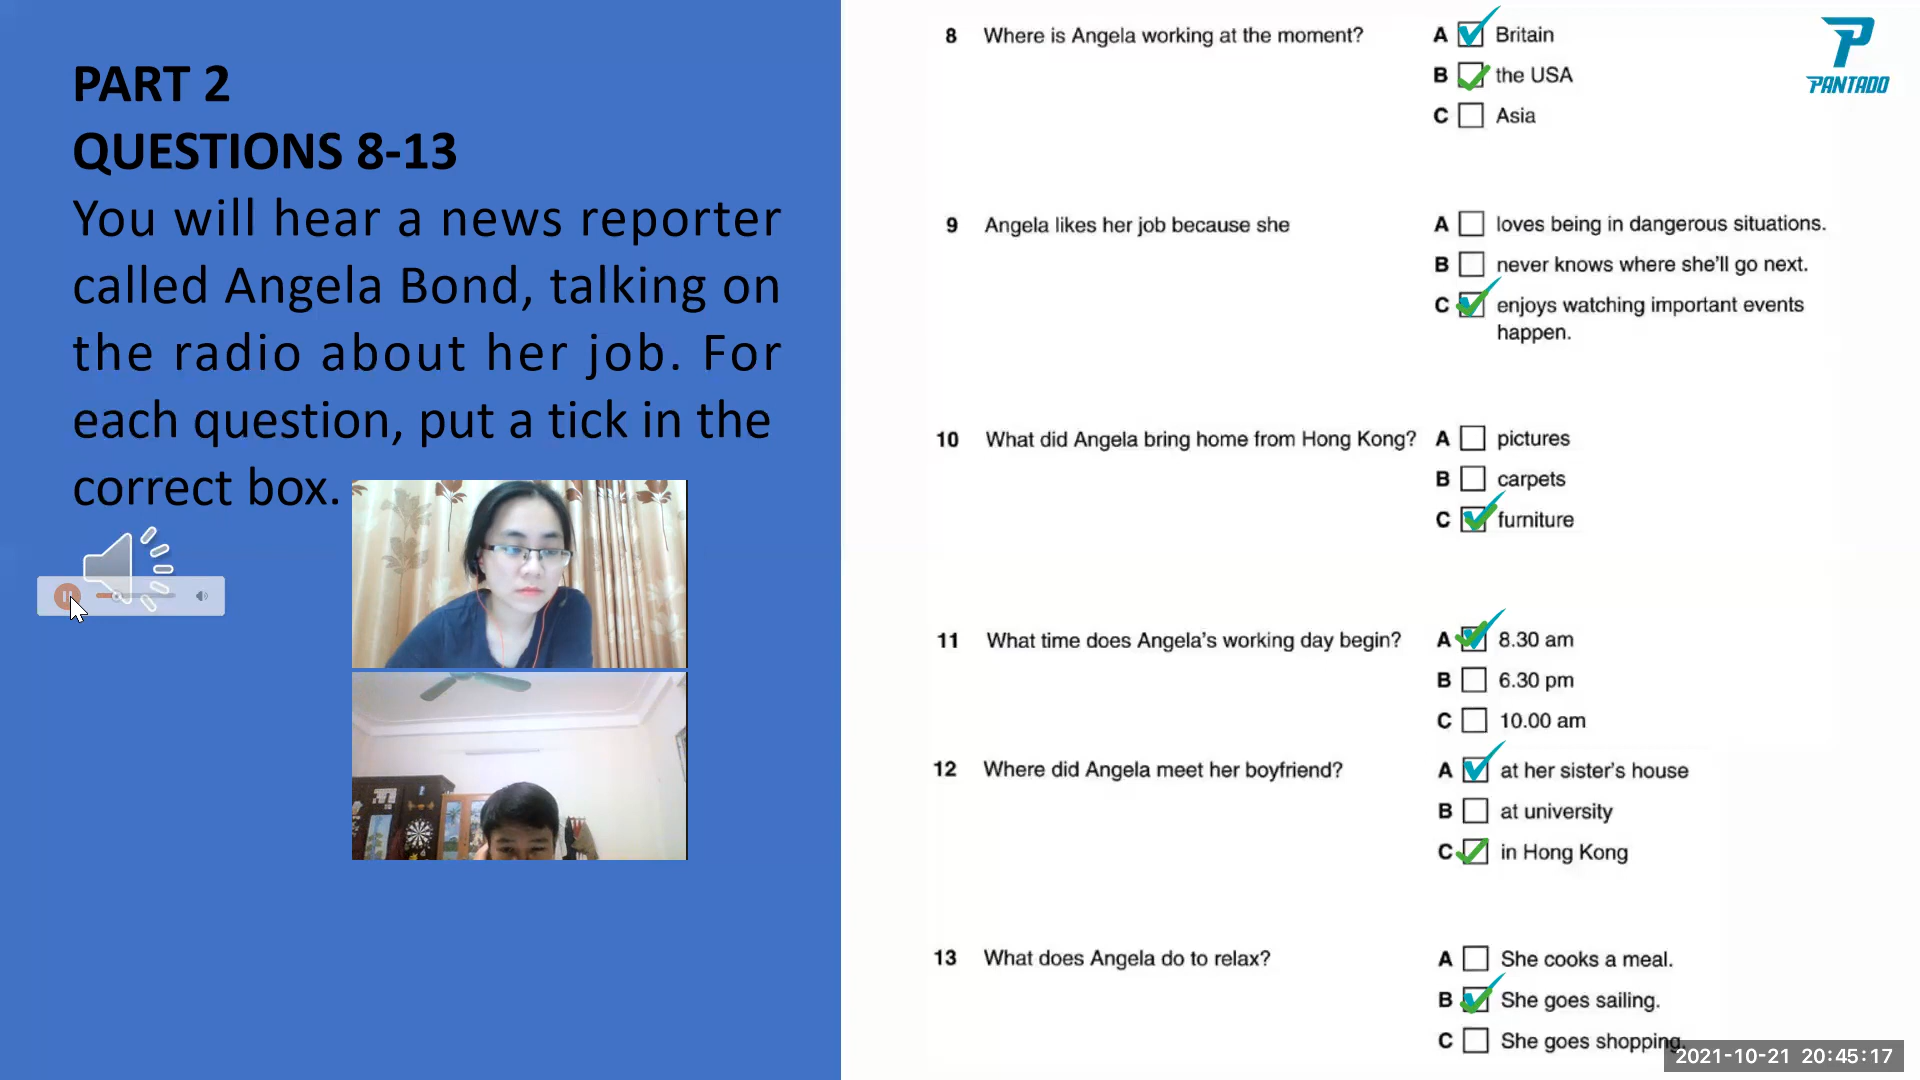 PART 2
QUESTIONS 8-13
You will hear a news reporter
called Angela Bond, talking on
the radio about her job. For
each question, put a tick in the
correct box.
8 Where is Angela working at the moment?
A Britain
B the USA
C Asia
9 Angela likes her job because she
A loves being in dangerous situations.
B never knows where she'll go next.
C enjoys watching important events
happen.
10 What did Angela bring home from Hong Kong?
A pictures
B carpets
C furniture
11 What time does Angela's working day begin?
A 8.30 am
B 6.30 pm
C 10.00 am
12 Where did Angela meet her boyfriend?
A at her sister's house
B at university
C in Hong Kong
13 What does Angela do to relax?
A She cooks a meal.
B She goes sailing.
C She goes shopping.
PANTADO
2021-10-21 20:45:17